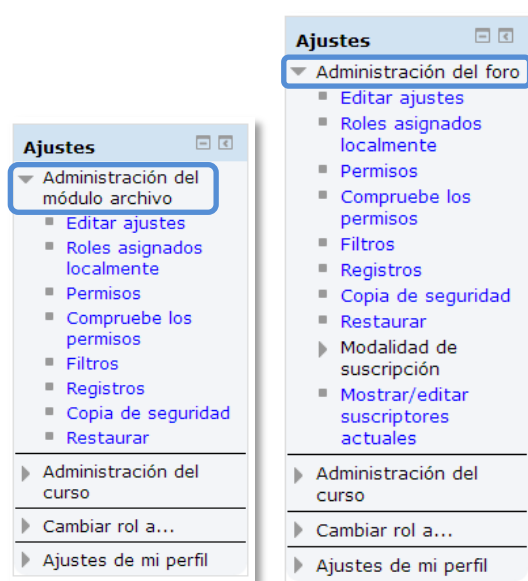 Ajustes
Administración del
módulo archivo
Editar ajustes
Roles asignados
localmente
Permisos
Compruebe los
permisos
Filtros
Registros
Copia de seguridad
Restaurar
Administración del
curso
Cambiar rol a...
Ajustes de mi perfil
Ajustes
Administración del foro
Editar ajustes
Roles asignados
localmente
Permisos
Compruebe los
permisos
Filtros
Registros
Copia de seguridad
Restaurar
Modalidad de
suscripción
Mostrar/editar
suscriptores
actuales
Administración del
curso
Cambiar rol a...
Ajustes de mi perfil